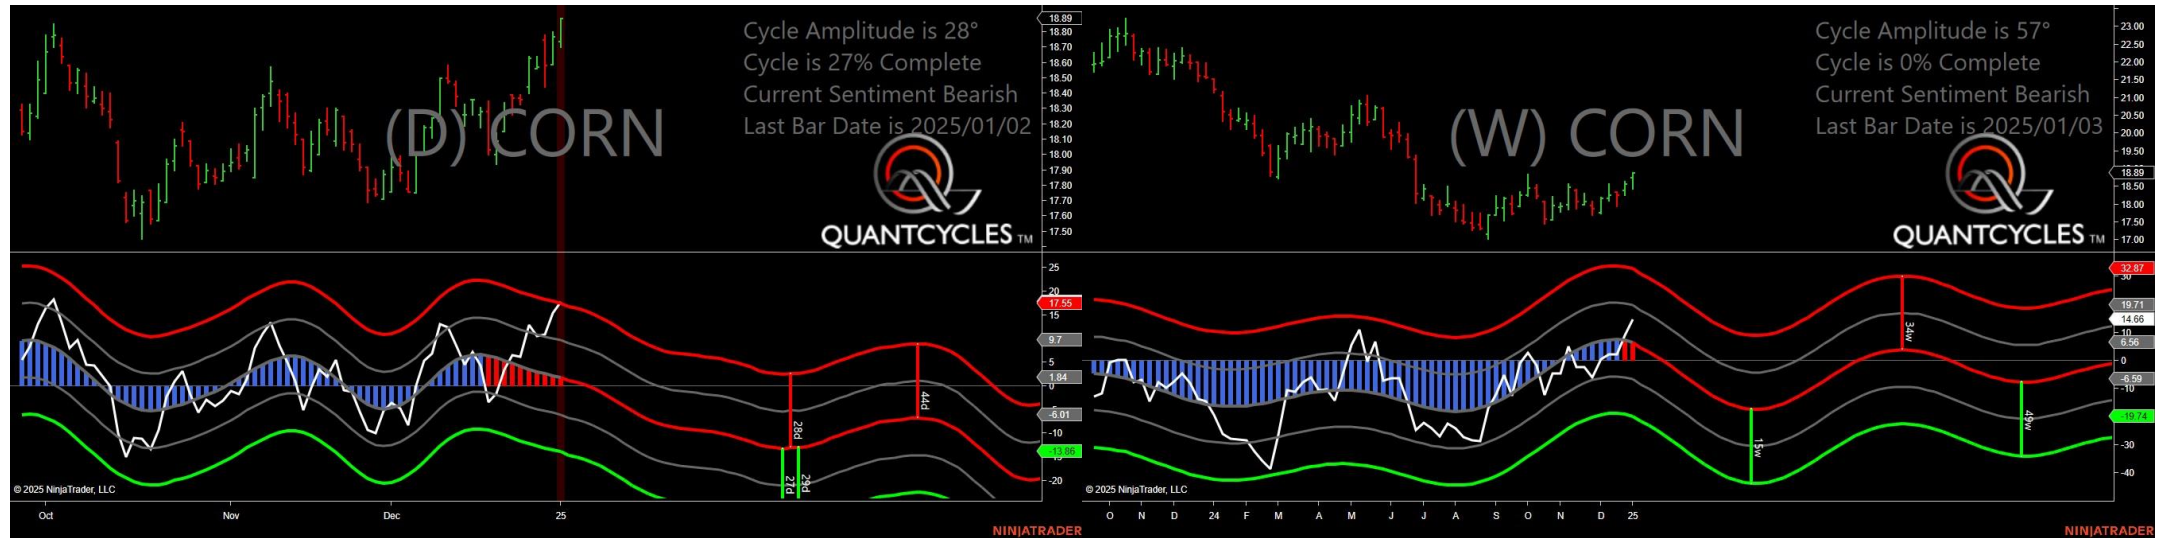 Cycle Amplitude is 28°
Cycle is 27% Complete
Current Sentiment Bearish
Last Bar Date is 2025/01/02
(D) CORN
QUANTCYCLES TM
18.89
18.80
18.70
18.60
18.50
18.40
18.30
18.20
18.10
18.00
17.90
17.80
17.70
17.60
17.50
25
20
17.55
15
9.7
5
1.84
0
-6.01
-10
-13.86
-20
28d
27d
29d
44d
© 2025 NinjaTrader, LLC
Oct Nov Dec 25
NINJATRADER
Cycle Amplitude is 57°
Cycle is 0% Complete
Current Sentiment Bearish
Last Bar Date is 2025/01/03
(W) CORN
QUANTCYCLES TM
23.00
22.50
22.00
21.50
21.00
20.50
20.00
19.50
18.89
18.50
18.00
17.50
17.00
32.87
30
19.71
14.66
10
6.56
0
-6.59
-10
-19.74
-30
-40
34w
15w
49w
© 2025 NinjaTrader, LLC
O N D 24 F M A M J J A S O N D 25
NINJATRADER